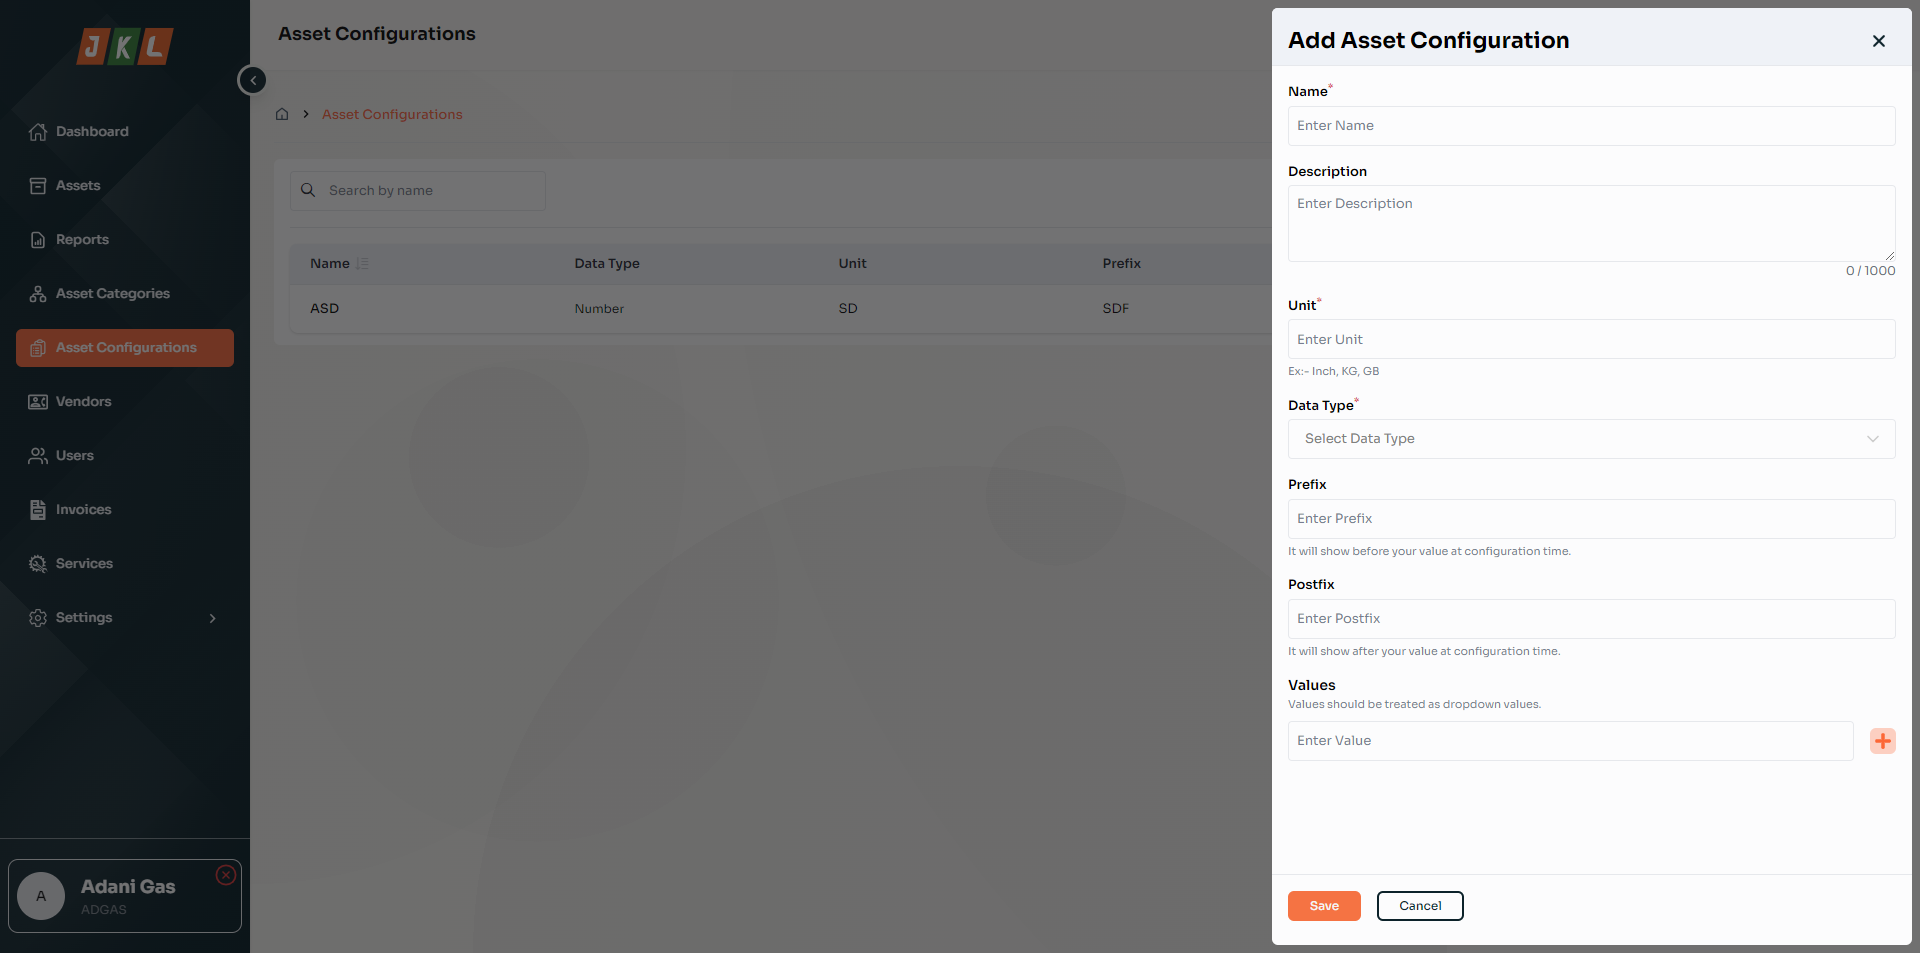 JKL
Dashboard
Assets
Reports
Asset Categories
Asset Configurations
Vendors
Users
Invoices
Services
Settings
A
Adani Gas
ADGAS
Asset Configurations
Asset Configurations
Search by name
Name Data Type Unit Prefix
ASD Number SD SDF
Add Asset Configuration
Name*
Enter Name
Description
Enter Description
0 / 1000
Unit*
Enter Unit
Ex:- Inch, KG, GB
Data Type*
Select Data Type
Prefix
Enter Prefix
It will show before your value at configuration time.
Postfix
Enter Postfix
It will show after your value at configuration time.
Values
Values should be treated as dropdown values.
Enter Value
Save Cancel